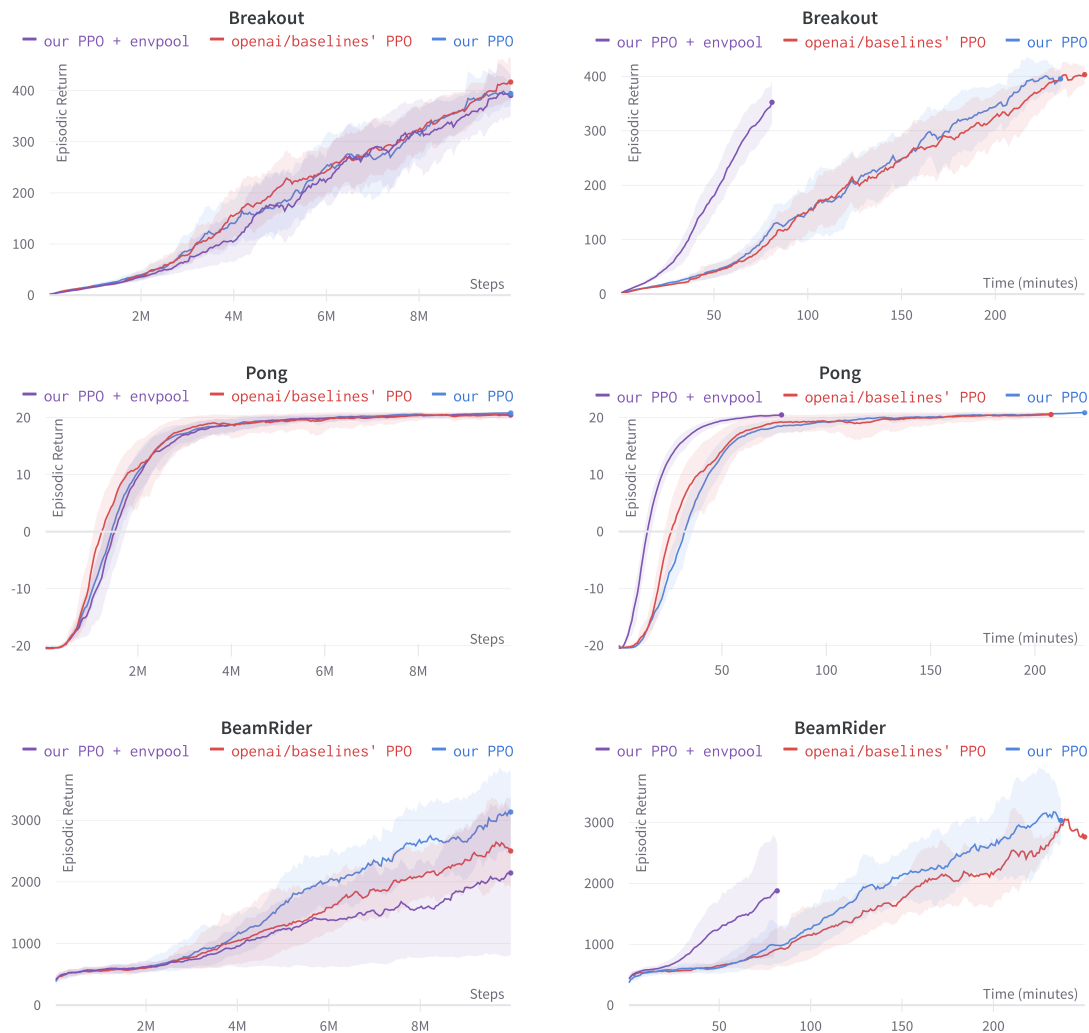 Breakout
our PPO + envpool openai/baselines' PPO our PPO
Episodic Return
400
300
200
100
0
Steps
2M 4M 6M 8M
Breakout
our PPO + envpool openai/baselines' PPO our PPO
Episodic Return
400
300
200
100
0
Time (minutes)
50 100 150 200
Pong
our PPO + envpool openai/baselines' PPO our PPO
Episodic Return
20
10
0
-10
-20
Steps
2M 4M 6M 8M
Pong
our PPO + envpool openai/baselines' PPO our PPO
Episodic Return
20
10
0
-10
-20
Time (minutes)
50 100 150 200
BeamRider
our PPO + envpool openai/baselines' PPO our PPO
Episodic Return
3000
2000
1000
0
Steps
2M 4M 6M 8M
BeamRider
our PPO + envpool openai/baselines' PPO our PPO
Episodic Return
3000
2000
1000
0
Time (minutes)
50 100 150 200